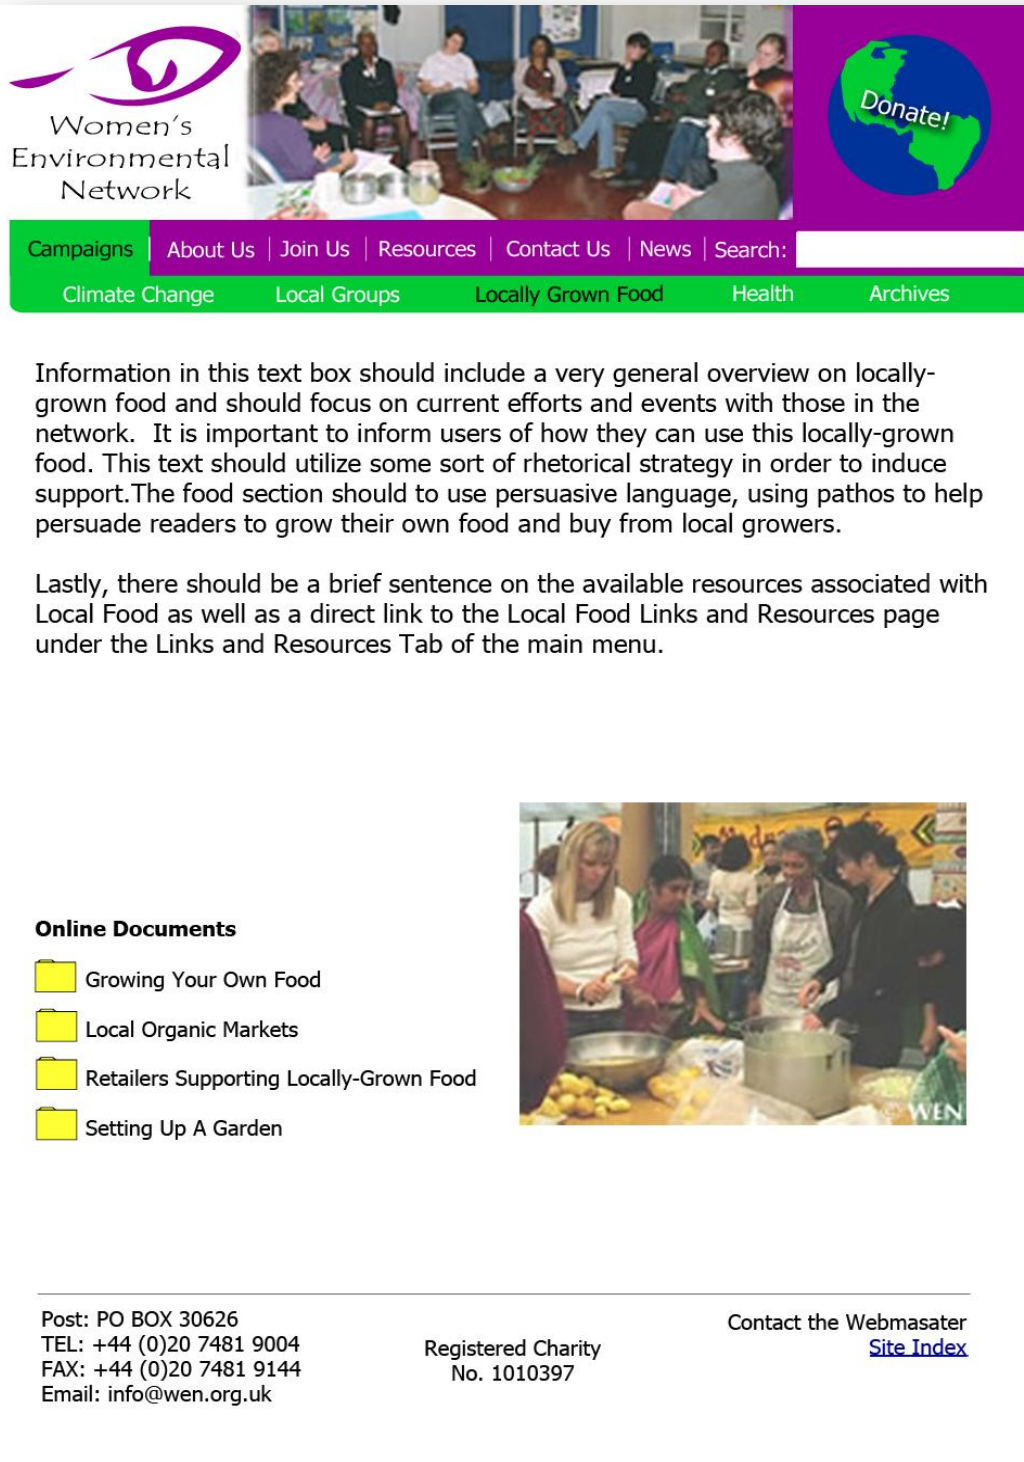 Women's
Environmental
Network
Donate!
Campaigns | About Us | Join Us | Resources | Contact Us | News | Search:
Climate Change Local Groups Locally Grown Food Health Archives
Information in this text box should include a very general overview on locally-
grown food and should focus on current efforts and events with those in the
network.  It is important to inform users of how they can use this locally-grown
food. This text should utilize some sort of rhetorical strategy in order to induce
support.The food section should to use persuasive language, using pathos to help
persuade readers to grow their own food and buy from local growers.
Lastly, there should be a brief sentence on the available resources associated with
Local Food as well as a direct link to the Local Food Links and Resources page
under the Links and Resources Tab of the main menu.
Online Documents
Growing Your Own Food
Local Organic Markets
Retailers Supporting Locally-Grown Food
Setting Up A Garden
© WEN
Post: PO BOX 30626
TEL: +44 (0)20 7481 9004
FAX: +44 (0)20 7481 9144
Email: info@wen.org.uk
Registered Charity
No. 1010397
Contact the Webmasater
Site Index